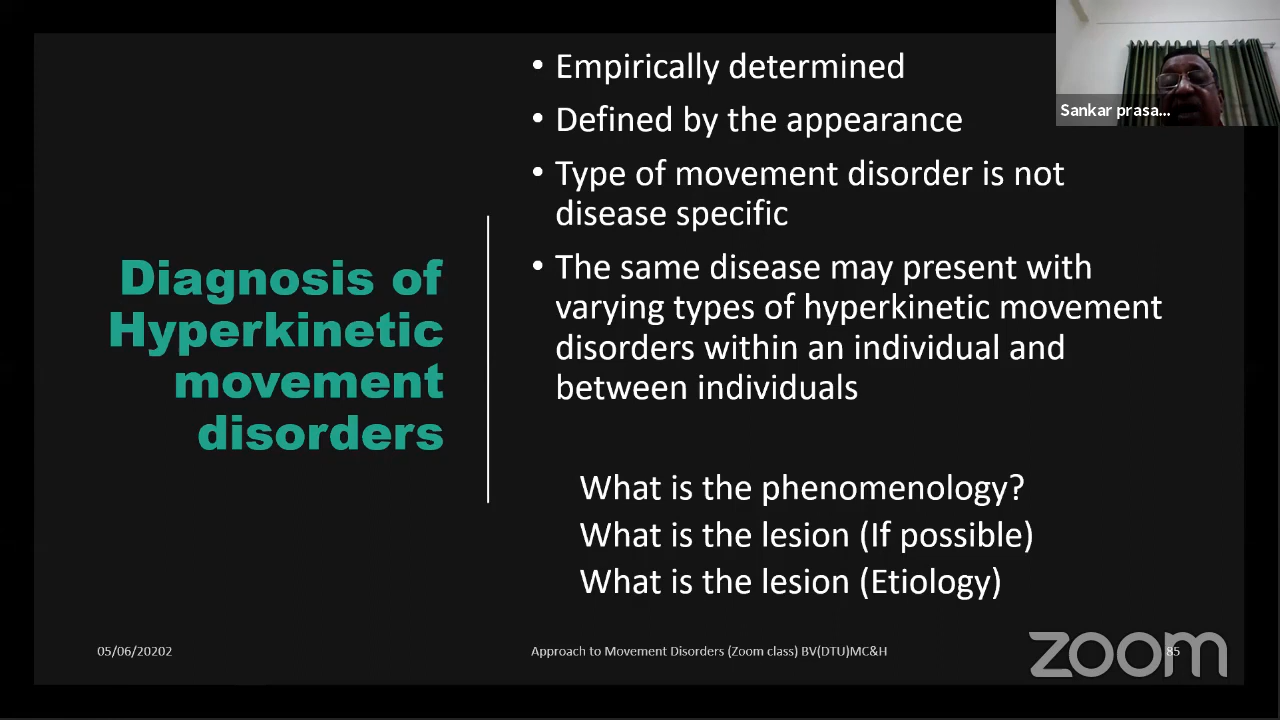 • Empirically determined
• Defined by the appearance
• Type of movement disorder is not
disease specific
• The same disease may present with
varying types of hyperkinetic movement
disorders within an individual and
between individuals
Diagnosis of
Hyperkinetic
movement
disorders
What is the phenomenology?
What is the lesion (If possible)
What is the lesion (Etiology)
05/06/20202
Approach to Movement Disorders (Zoom class) BV(DTU)MC&H
85
zoom
Sankar prasa...